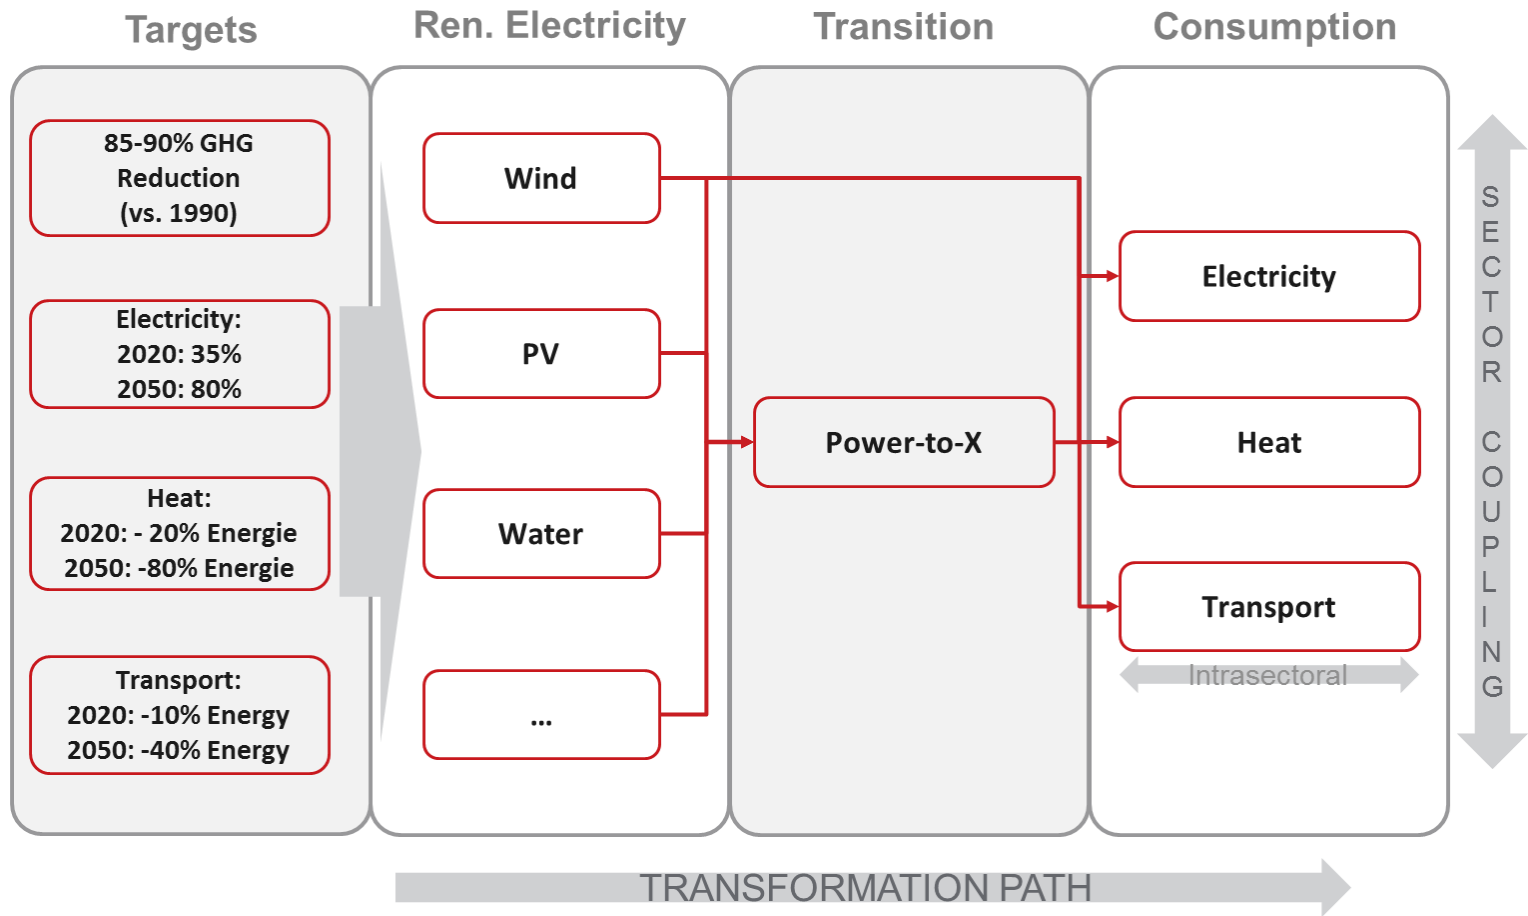 Targets
Ren. Electricity
Transition
Consumption
85-90% GHG
Reduction
(vs. 1990)
Electricity:
2020: 35%
2050: 80%
Heat:
2020: - 20% Energie
2050: -80% Energie
Transport:
2020: -10% Energy
2050: -40% Energy
Wind
PV
Water
...
Power-to-X
Electricity
Heat
Transport
Intrasectoral
SECTOR COUPLING
TRANSFORMATION PATH